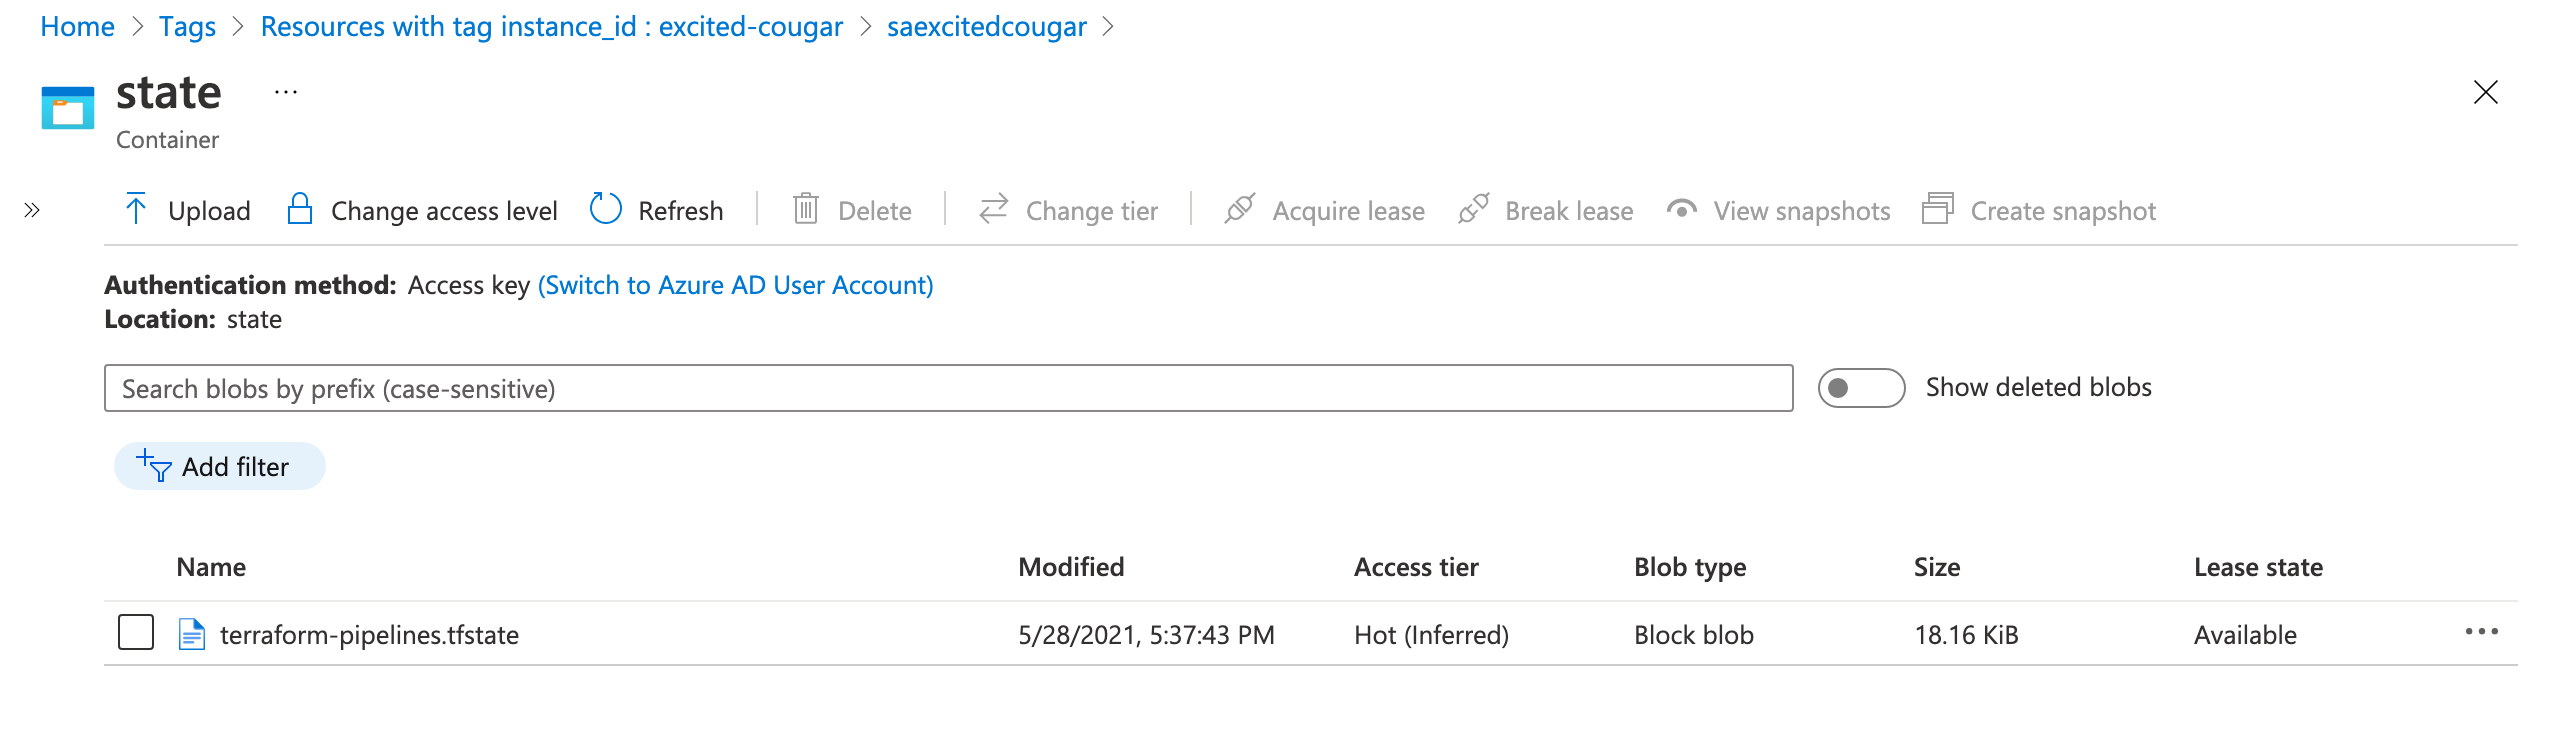 Home > Tags > Resources with tag instance_id : excited-cougar > saexcitedcougar >
state ...
Container
Upload Change access level Refresh Delete Change tier Acquire lease Break lease View snapshots Create snapshot
Authentication method: Access key (Switch to Azure AD User Account)
Location: state
Search blobs by prefix (case-sensitive) Show deleted blobs
Add filter
Name Modified Access tier Blob type Size Lease state
terraform-pipelines.tfstate 5/28/2021, 5:37:43 PM Hot (Inferred) Block blob 18.16 KiB Available